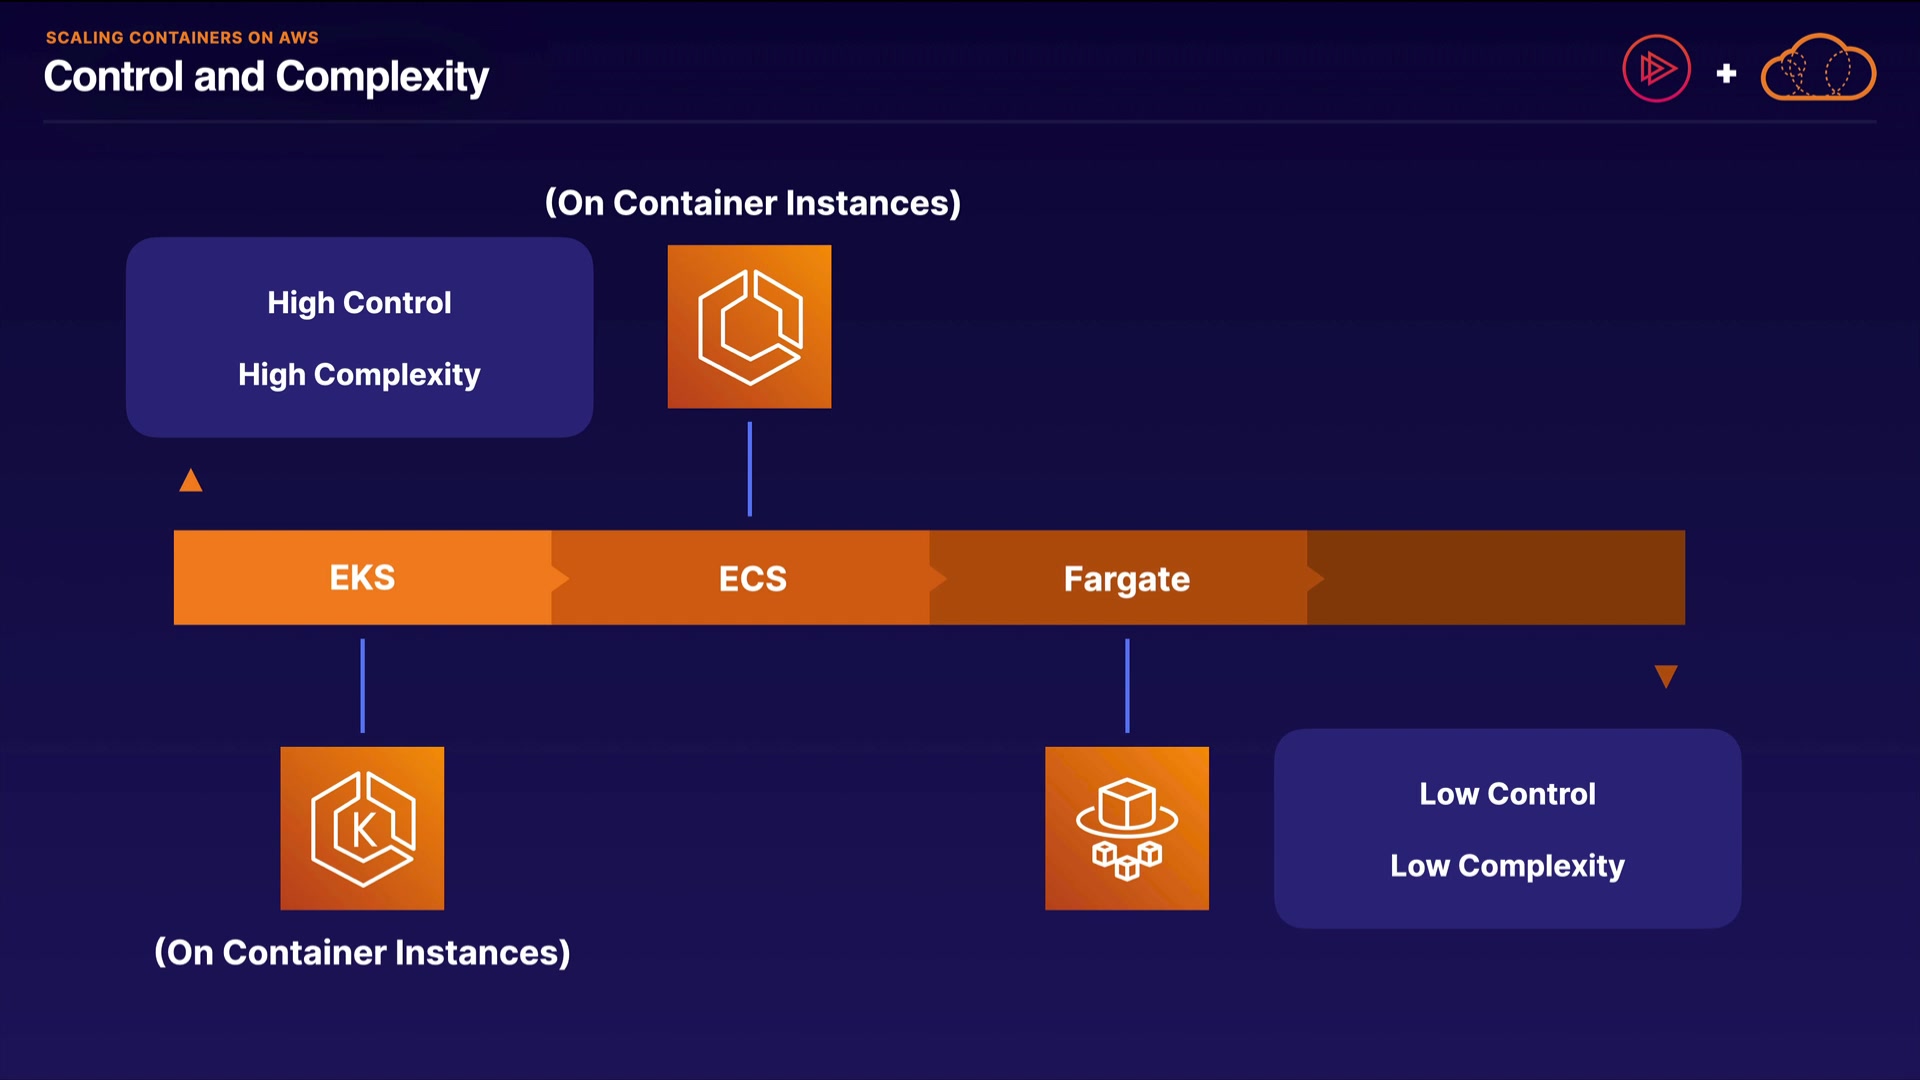 SCALING CONTAINERS ON AWS
Control and Complexity
(On Container Instances)
High Control
High Complexity
EKS
ECS
Fargate
K
Low Control
Low Complexity
(On Container Instances)